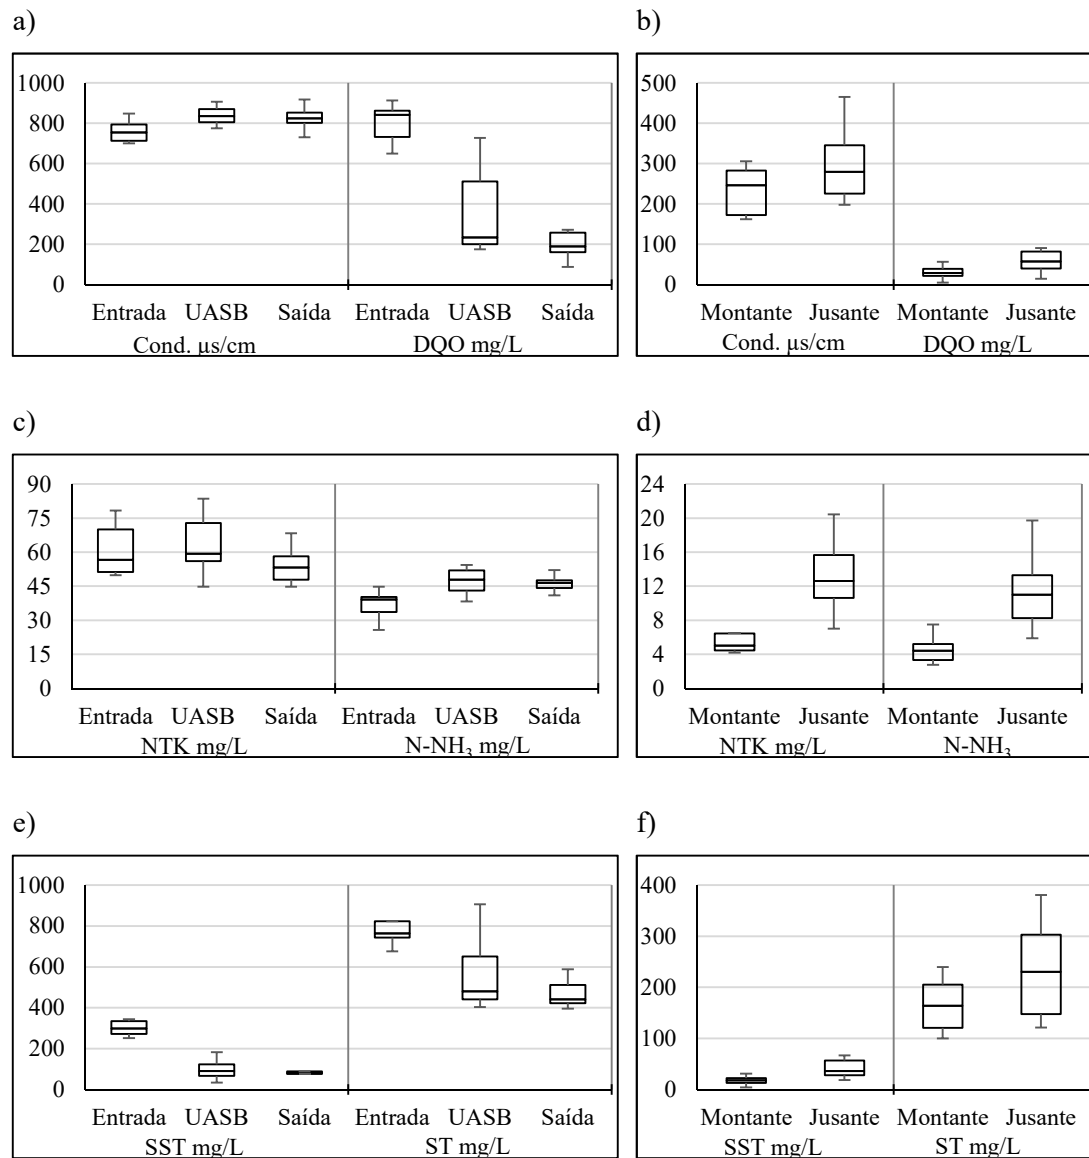 a)
1000
800
600
400
200
0
Entrada UASB Saída Entrada UASB Saída
Cond. µs/cm DQO mg/L
b)
500
400
300
200
100
0
Montante Jusante Montante Jusante
Cond. µs/cm DQO mg/L
c)
90
75
60
45
30
15
0
Entrada UASB Saída Entrada UASB Saída
NTK mg/L N-NH₃ mg/L
d)
24
20
16
12
8
4
0
Montante Jusante Montante Jusante
NTK mg/L N-NH₃
e)
1000
800
600
400
200
0
Entrada UASB Saída Entrada UASB Saída
SST mg/L ST mg/L
f)
400
300
200
100
0
Montante Jusante Montante Jusante
SST mg/L ST mg/L